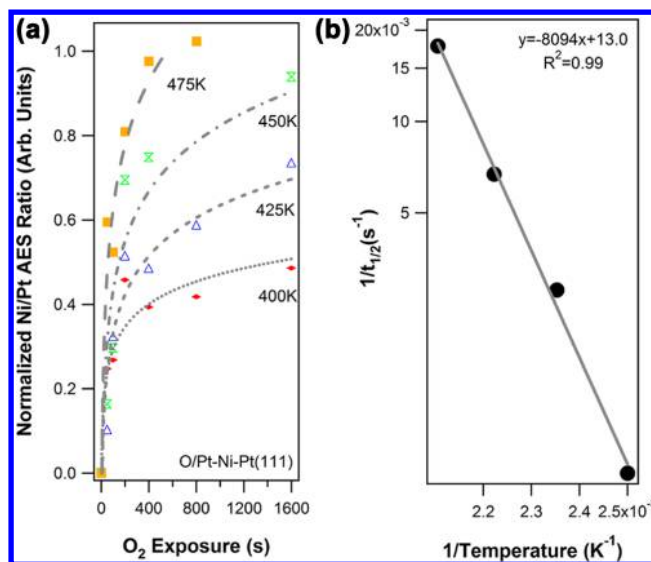 (a)
Normalized Ni/Pt AES Ratio (Arb. Units)
1.0
0.8
0.6
0.4
0.2
0.0
475K
450K
425K
400K
O/Pt-Ni-Pt(111)
0
400
800
1200
1600
O2 Exposure (s)
(b)
1/t1/2(s-1)
20x10-3
15
10
5
y=-8094x+13.0
R2=0.99
2.2
2.3
2.4
1/Temperature (K-1)